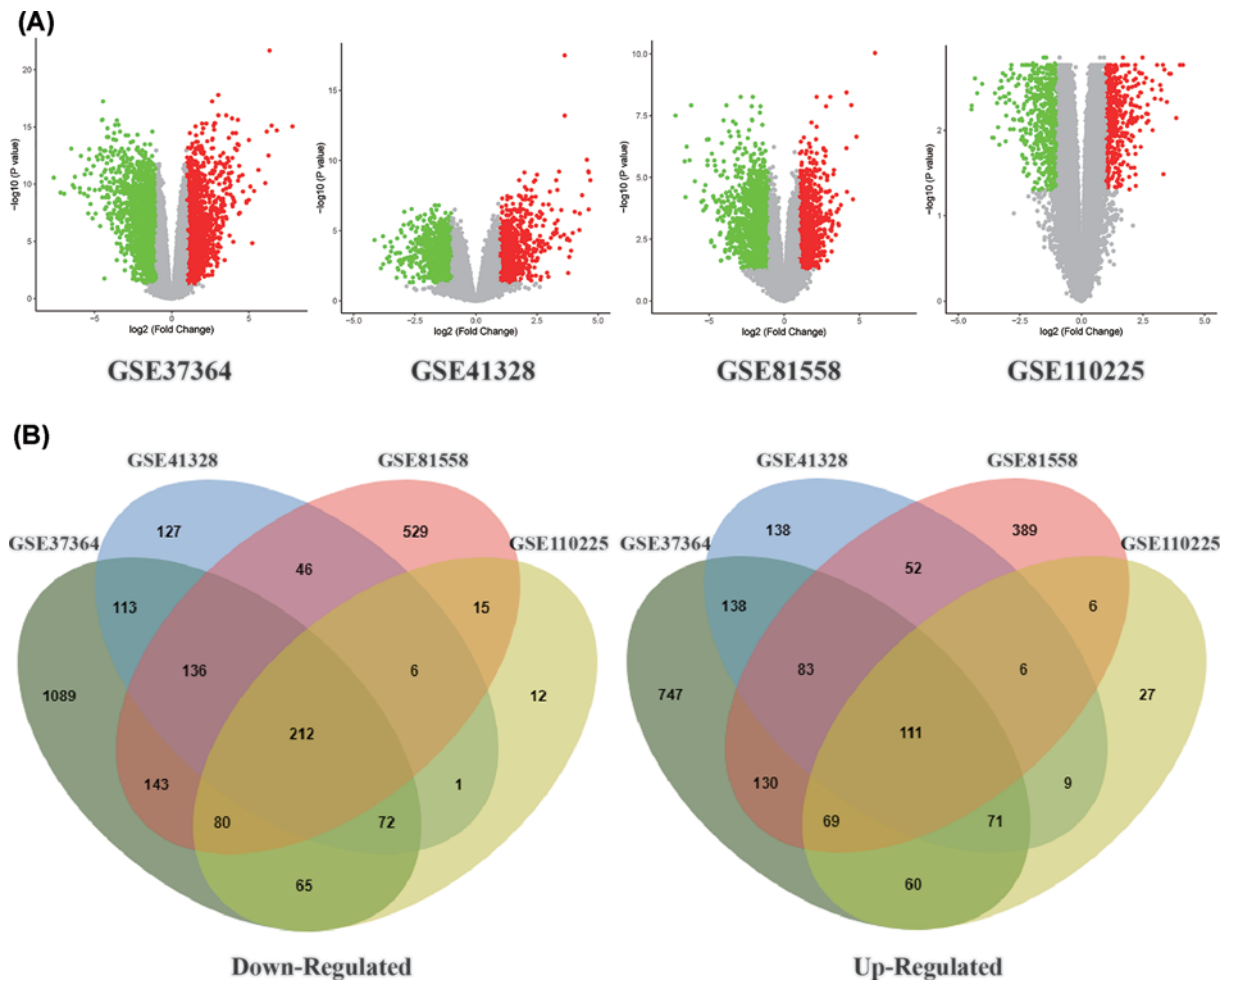 (A)
20
15
10
5
0
−log10 (P value)
−5
0
5
log2 (Fold Change)
GSE37364
15
10
5
0
−log10 (P value)
−5.0
−2.5
0.0
2.5
5.0
log2 (Fold Change)
GSE41328
10.0
7.5
5.0
2.5
0.0
−log10 (P value)
−5
0
5
log2 (Fold Change)
GSE81558
2
1
0
−log10 (P value)
−5.0
−2.5
0.0
2.5
5.0
log2 (Fold Change)
GSE110225
(B)
GSE41328
GSE81558
GSE37364
GSE110225
127
529
46
113
15
136
6
1089
12
212
143
1
80
72
65
Down-Regulated
GSE41328
GSE81558
GSE37364
GSE110225
138
389
52
138
6
83
6
747
27
111
130
9
69
71
60
Up-Regulated